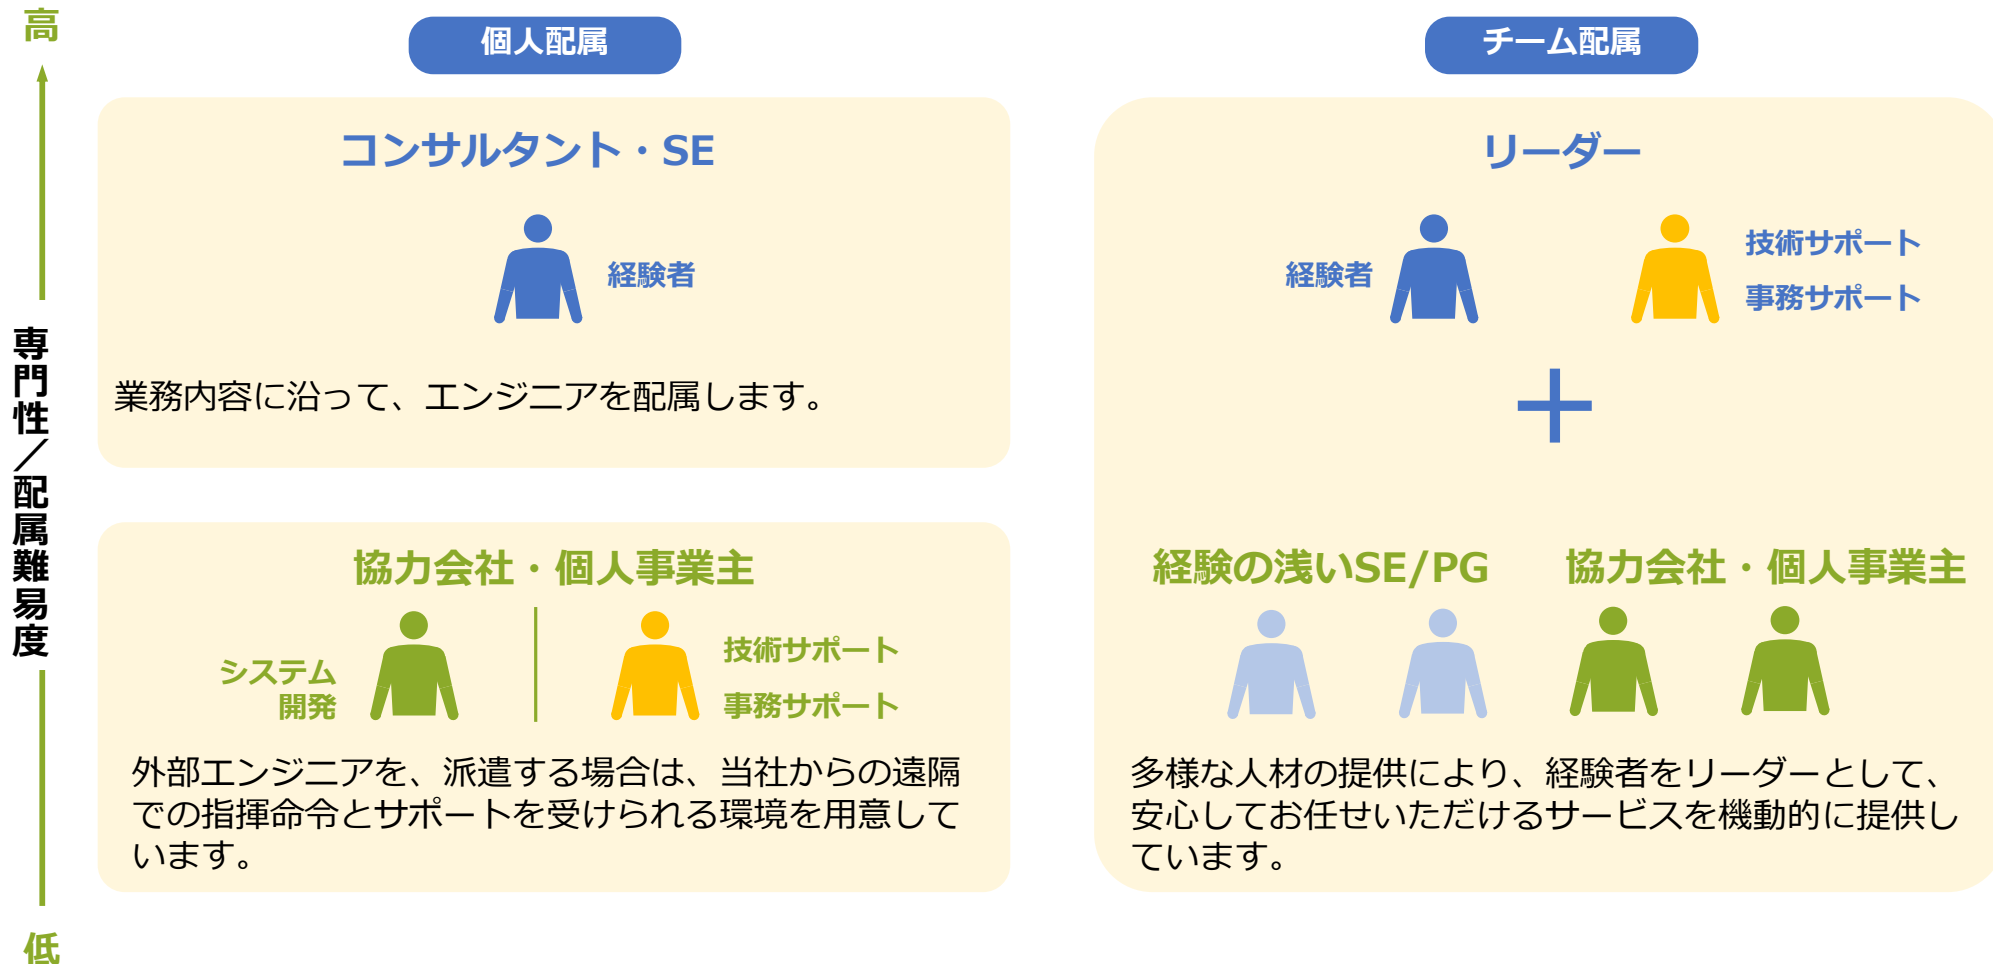 高
専門性／配属難易度
低
個人配属
コンサルタント・SE
経験者
業務内容に沿って、エンジニアを配属します。
協力会社・個人事業主
システム
開発
技術サポート
事務サポート
外部エンジニアを、派遣する場合は、当社からの遠隔
での指揮命令とサポートを受けられる環境を用意して
います。
チーム配属
リーダー
経験者
技術サポート
事務サポート
＋
経験の浅いSE/PG
協力会社・個人事業主
多様な人材の提供により、経験者をリーダーとして、
安心してお任せいただけるサービスを機動的に提供し
ています。